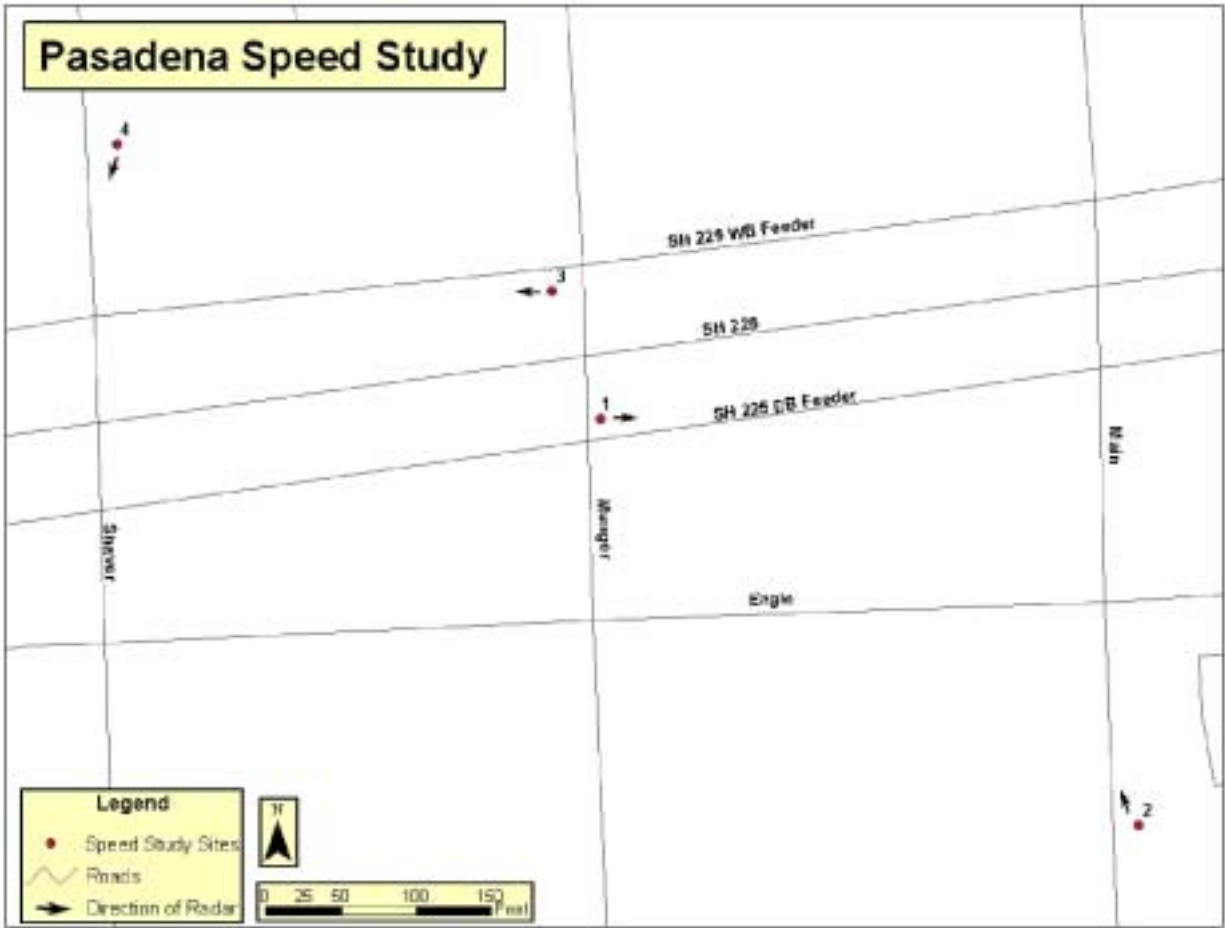 Pasadena Speed Study
4
SH 225 WB Feeder
3
SH 225
1
SH 225 EB Feeder
Main
Shaver
Munger
Eagle
2
Legend
Speed Study Sites
Roads
Direction of Radar
N
0 25 50 100 150
Feet